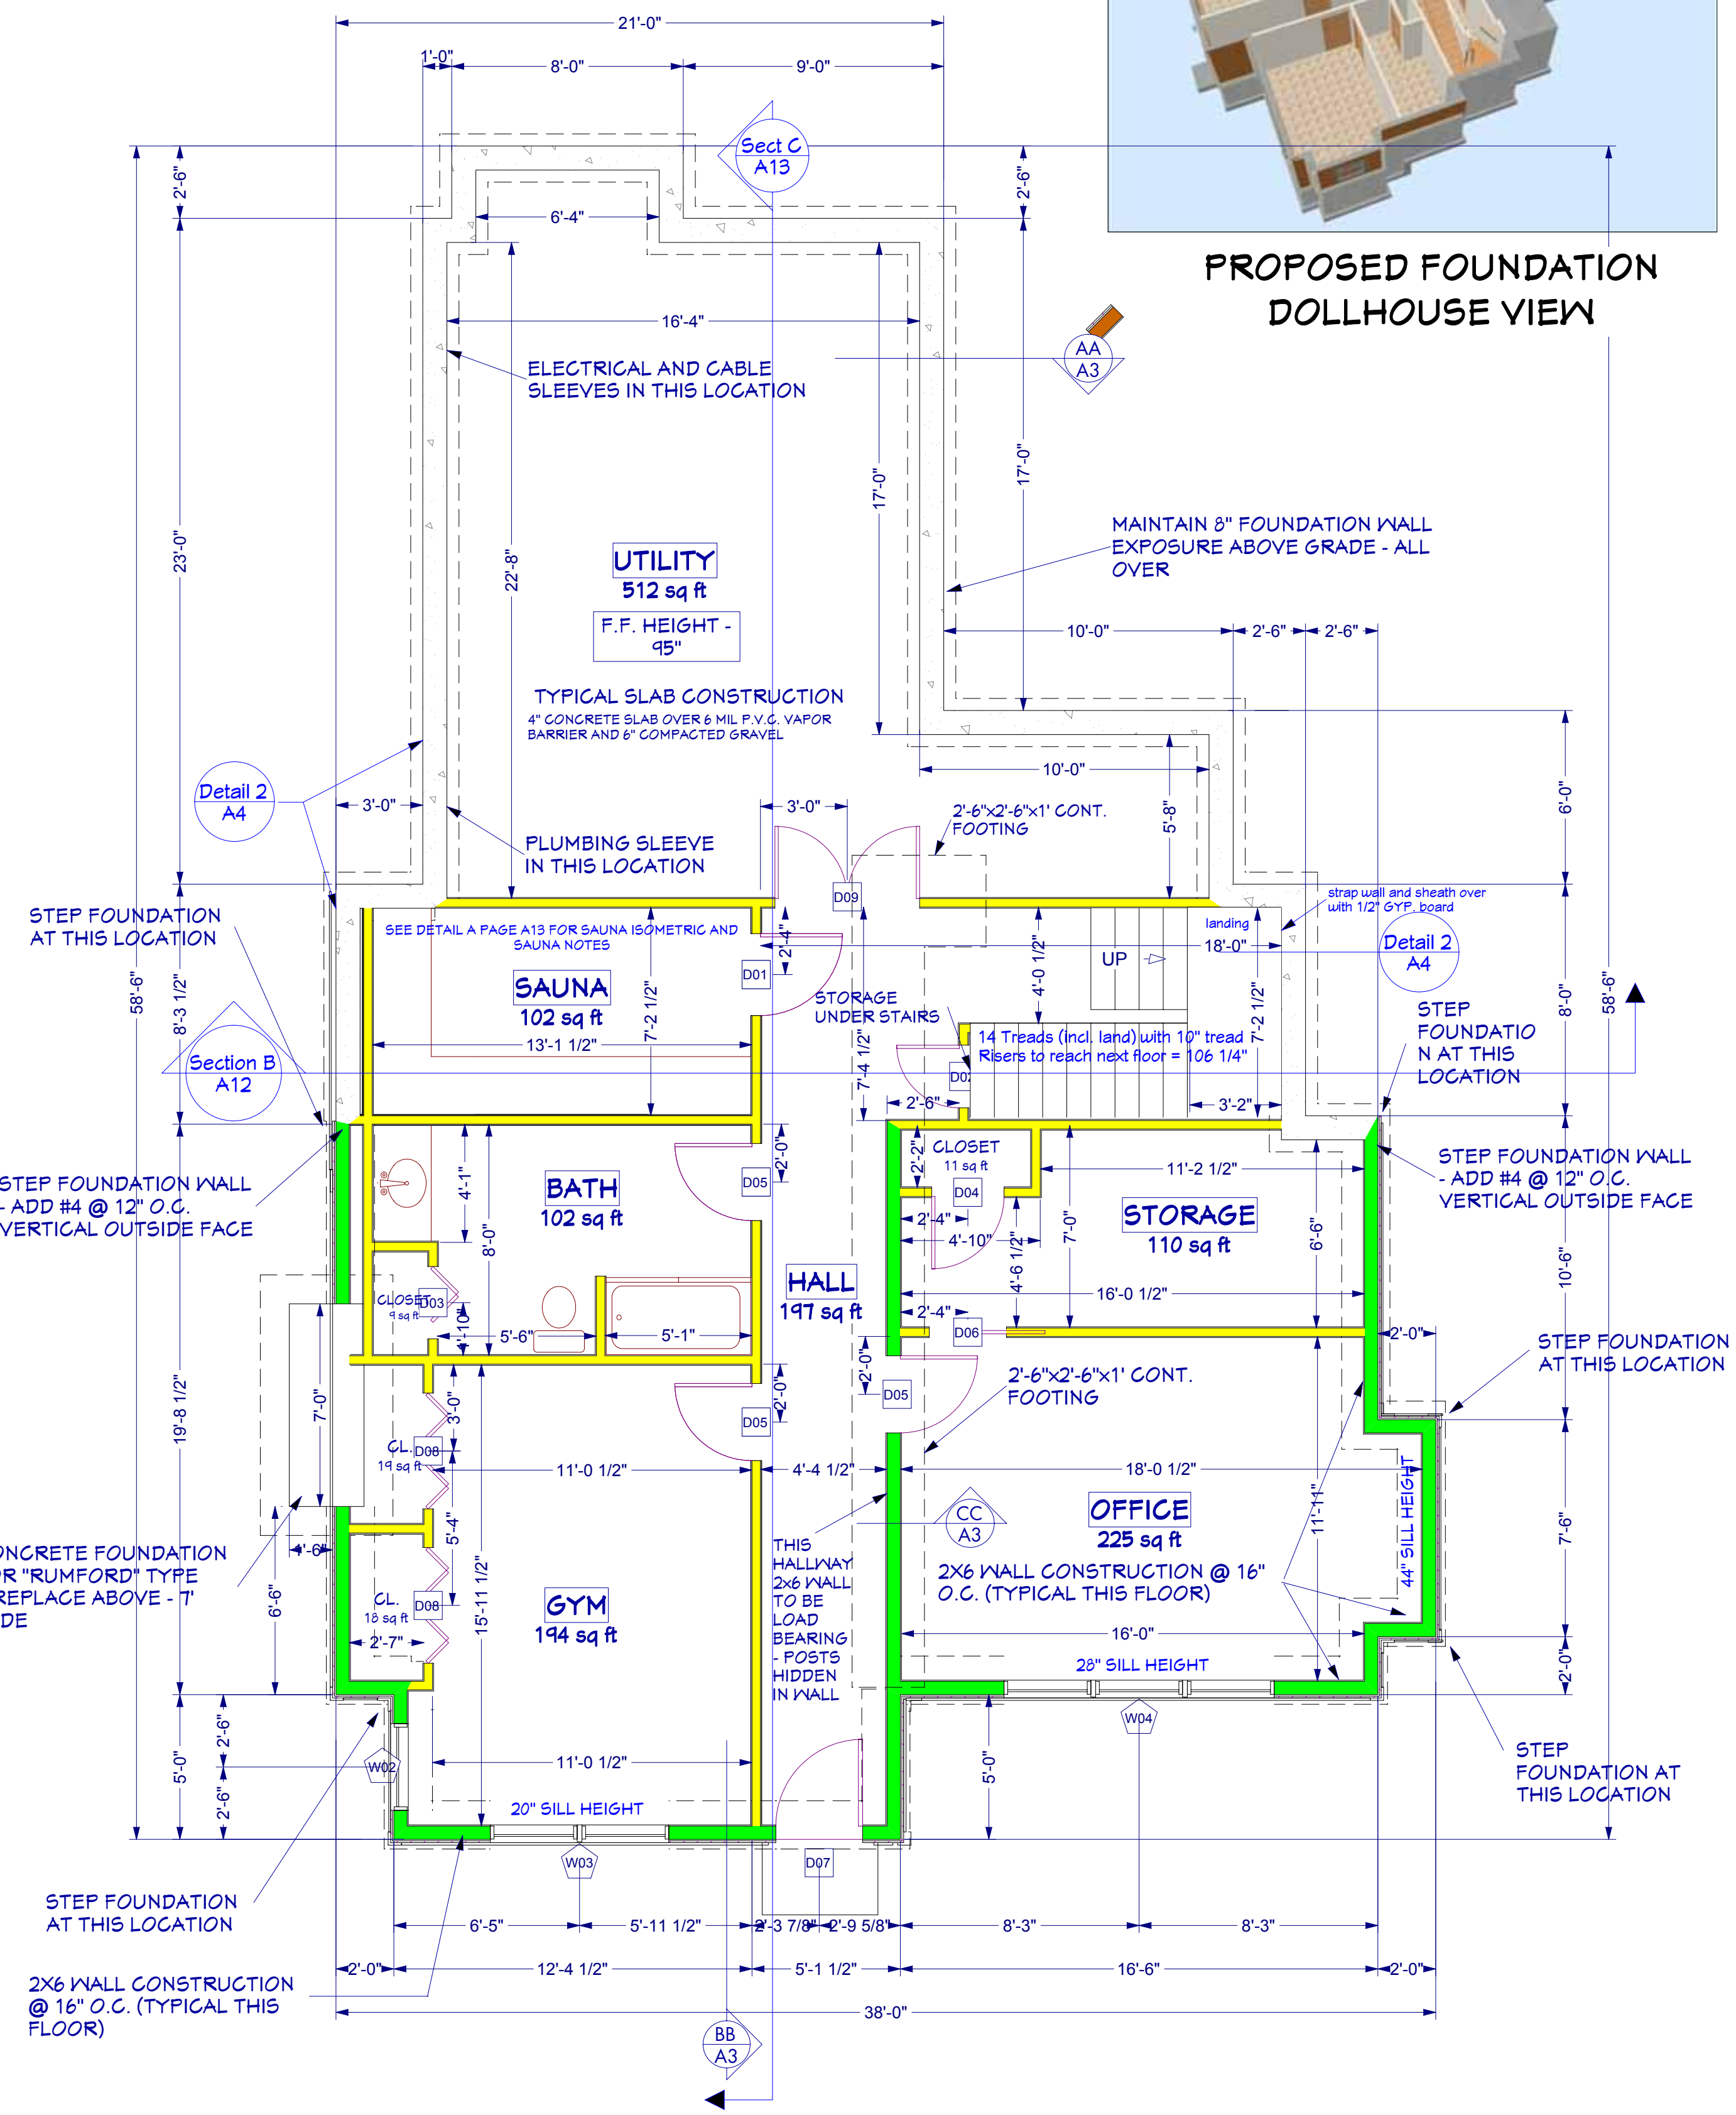 21'-0"
1'-0"
8'-0"
9'-0"
Sect C
A13
PROPOSED FOUNDATION
DOLLHOUSE VIEW
2'-6"
2'-6"
6'-4"
16'-4"
AA
A3
ELECTRICAL AND CABLE
SLEEVES IN THIS LOCATION
23'-0"
22'-8"
17'-0"
17'-0"
MAINTAIN 8" FOUNDATION WALL
EXPOSURE ABOVE GRADE - ALL
OVER
UTILITY
512 sq ft
F.F. HEIGHT -
95"
10'-0"
2'-6"
2'-6"
TYPICAL SLAB CONSTRUCTION
4" CONCRETE SLAB OVER 6 MIL P.V.C. VAPOR
BARRIER AND 6" COMPACTED GRAVEL
10'-0"
Detail 2
A4
3'-0"
3'-0"
2'-6"x2'-6"x1' CONT.
FOOTING
5'-8"
6'-0"
PLUMBING SLEEVE
IN THIS LOCATION
D09
strap wall and sheath over
with 1/2" GYP. board
STEP FOUNDATION
AT THIS LOCATION
SEE DETAIL A PAGE A13 FOR SAUNA ISOMETRIC AND
SAUNA NOTES
landing
18'-0"
Detail 2
A4
2'-4"
UP
D01
SAUNA
102 sq ft
13'-1 1/2"
7'-2 1/2"
STORAGE
UNDER STAIRS
4'-0 1/2"
7'-4 1/2"
14 Treads (incl. land) with 10" tread
Risers to reach next floor = 106 1/4"
7'-2 1/2"
58'-6"
8'-3 1/2"
8'-0"
58'-6"
STEP
FOUNDATIO
N AT THIS
LOCATION
Section B
A12
2'-6"
3'-2"
CLOSET
11 sq ft
2'-2"
11'-2 1/2"
STEP FOUNDATION WALL
- ADD #4 @ 12" O.C.
VERTICAL OUTSIDE FACE
STEP FOUNDATION WALL
- ADD #4 @ 12" O.C.
VERTICAL OUTSIDE FACE
4'-1"
8'-0"
BATH
102 sq ft
2'-0"
D05
D04
2'-4"
4'-10"
7'-0"
STORAGE
110 sq ft
6'-6"
4'-6 1/2"
10'-6"
HALL
197 sq ft
16'-0 1/2"
CLOSET
D03
9 sq ft
4'-10"
5'-6"
5'-1"
2'-4"
D06
2'-0"
STEP FOUNDATION
AT THIS LOCATION
2'-0"
2'-0"
D05
D05
2'-6"x2'-6"x1' CONT.
FOOTING
7'-0"
19'-8 1/2"
3'-0"
CL.
D08
19 sq ft
11'-0 1/2"
4'-4 1/2"
18'-0 1/2"
44" SILL HEIGHT
11'-11"
OFFICE
225 sq ft
CC
A3
7'-6"
5'-4"
15'-11 1/2"
ONCRETE FOUNDATION
OR "RUMFORD" TYPE
REPLACE ABOVE - 7'
DE
6'-6"
THIS
HALLWAY
2x6 WALL
TO BE
LOAD
BEARING
- POSTS
HIDDEN
IN WALL
2X6 WALL CONSTRUCTION @ 16"
O.C. (TYPICAL THIS FLOOR)
CL.
D08
18 sq ft
2'-7"
GYM
194 sq ft
16'-0"
28" SILL HEIGHT
2'-0"
W04
2'-6"
5'-0"
2'-6"
W02
11'-0 1/2"
5'-0"
STEP
FOUNDATION AT
THIS LOCATION
20" SILL HEIGHT
W03
D07
STEP FOUNDATION
AT THIS LOCATION
6'-5"
5'-11 1/2"
2'-3 7/8"
2'-9 5/8"
8'-3"
8'-3"
2'-0"
12'-4 1/2"
5'-1 1/2"
16'-6"
2'-0"
2X6 WALL CONSTRUCTION
@ 16" O.C. (TYPICAL THIS
FLOOR)
38'-0"
BB
A3